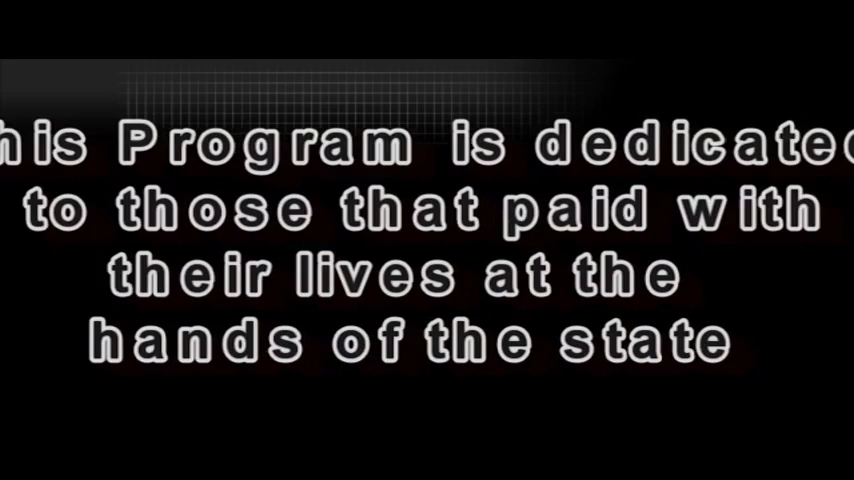 his Program is dedicated
to those that paid with
their lives at the
hands of the state